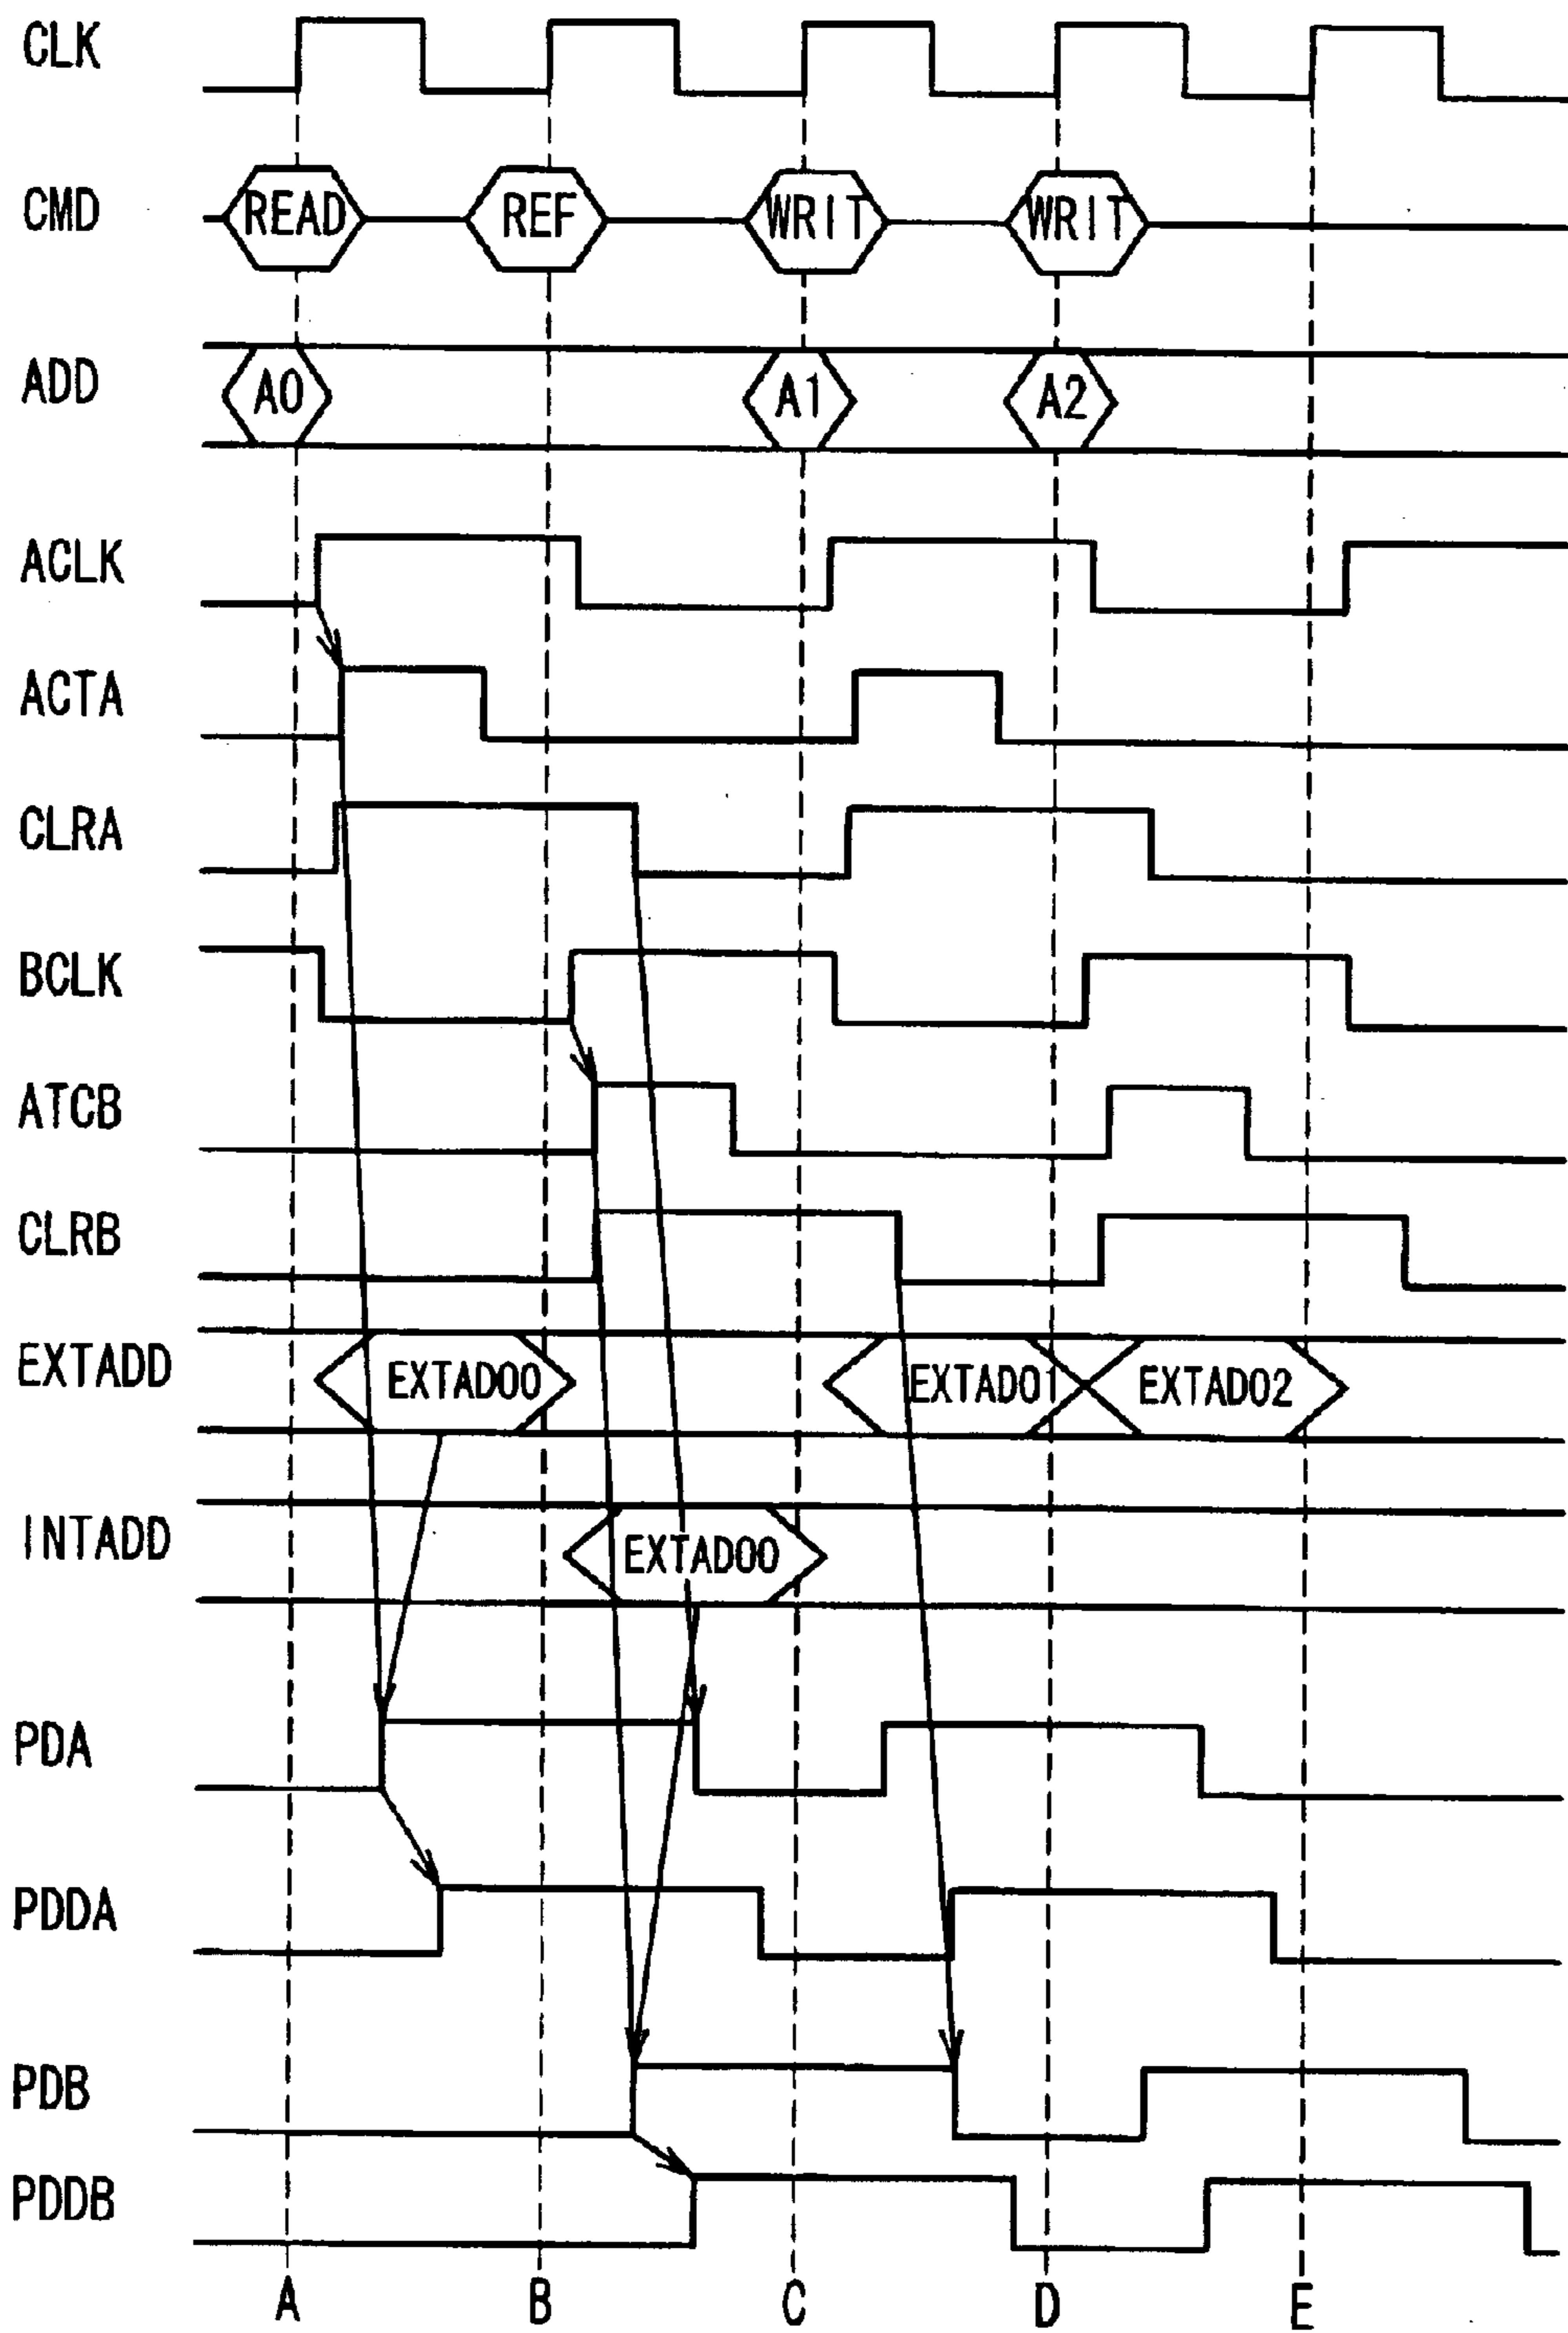 CLK
CMD READ REF WRIT WRIT
ADD A0 A1 A2
ACLK
ACTA
CLRA
BCLK
ATCB
CLRB
EXTADD EXTAD00 EXTAD01 EXTAD02
INTADD EXTAD00
PDA
PDDA
PDB
PDDB
A B C D E